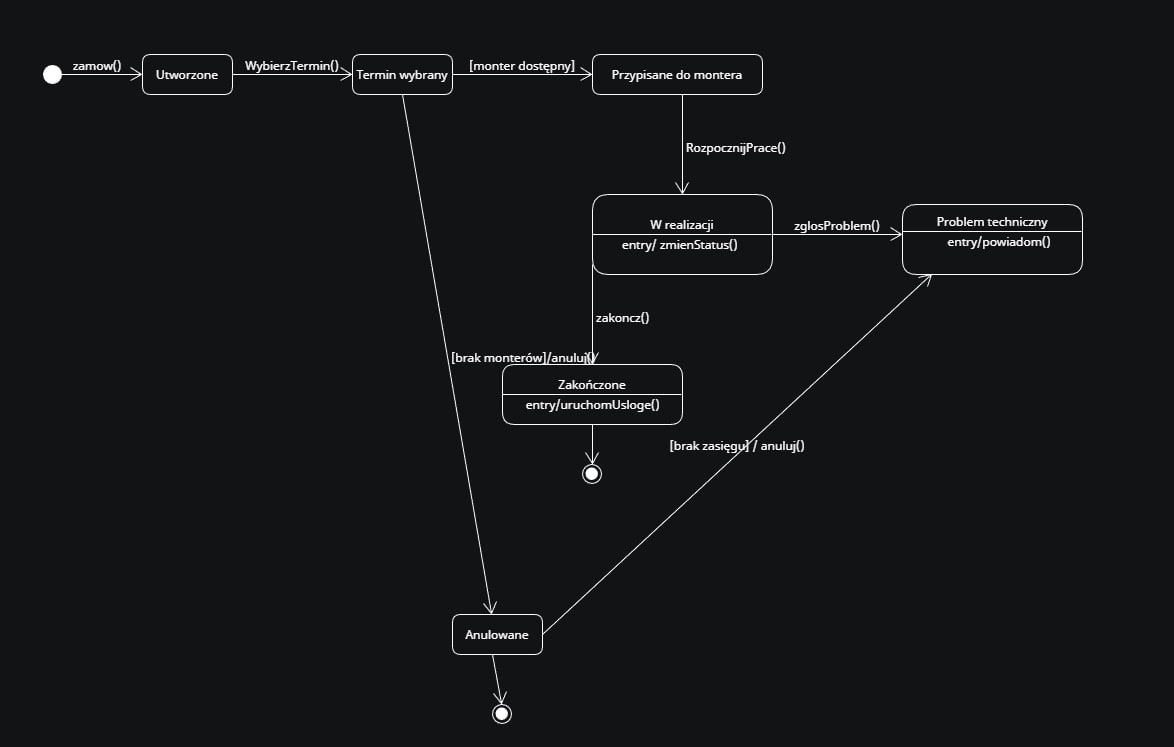 zamow()
Utworzone
WybierzTermin()
Termin wybrany
[monter dostępny]
Przypisane do montera
RozpocznijPrace()
W realizacji
entry/ zmienStatus()
zglosProblem()
Problem techniczny
entry/powiadom()
zakoncz()
[brak monterów]/anuluj()
Zakończone
entry/uruchomUsloge()
[brak zasięgu] / anuluj()
Anulowane